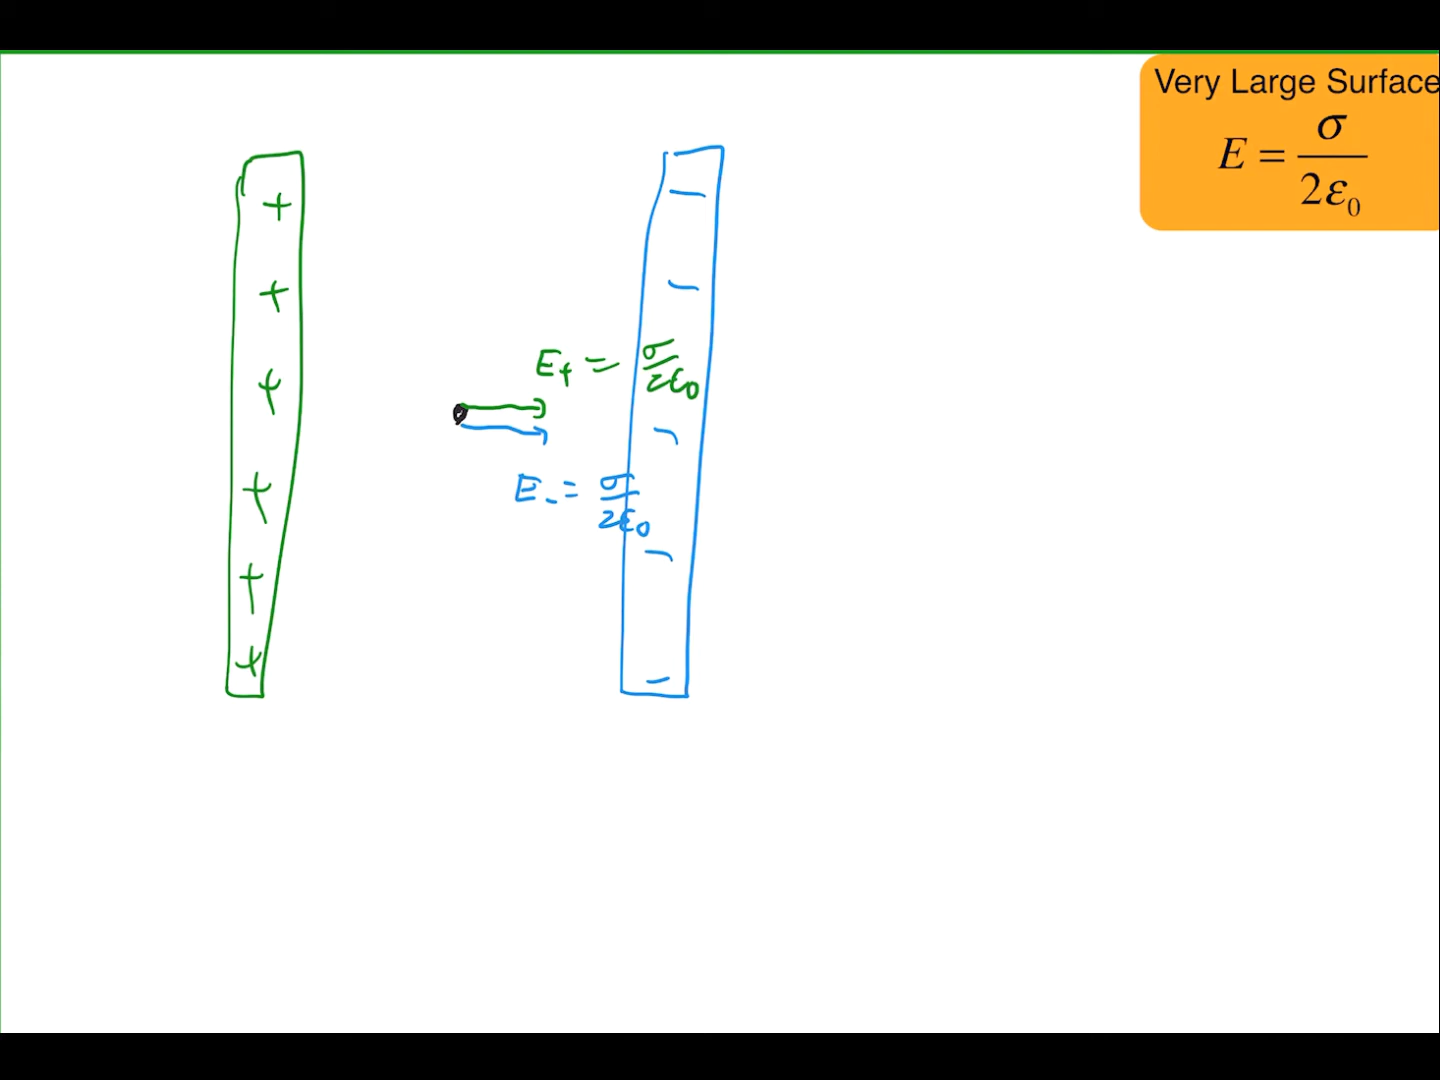 Very Large Surface
E = σ / 2ε₀
+
+
+
+
+
+
−
−
E₊ = σ / 2ε₀
−
E₋ = σ / 2ε₀
−
−